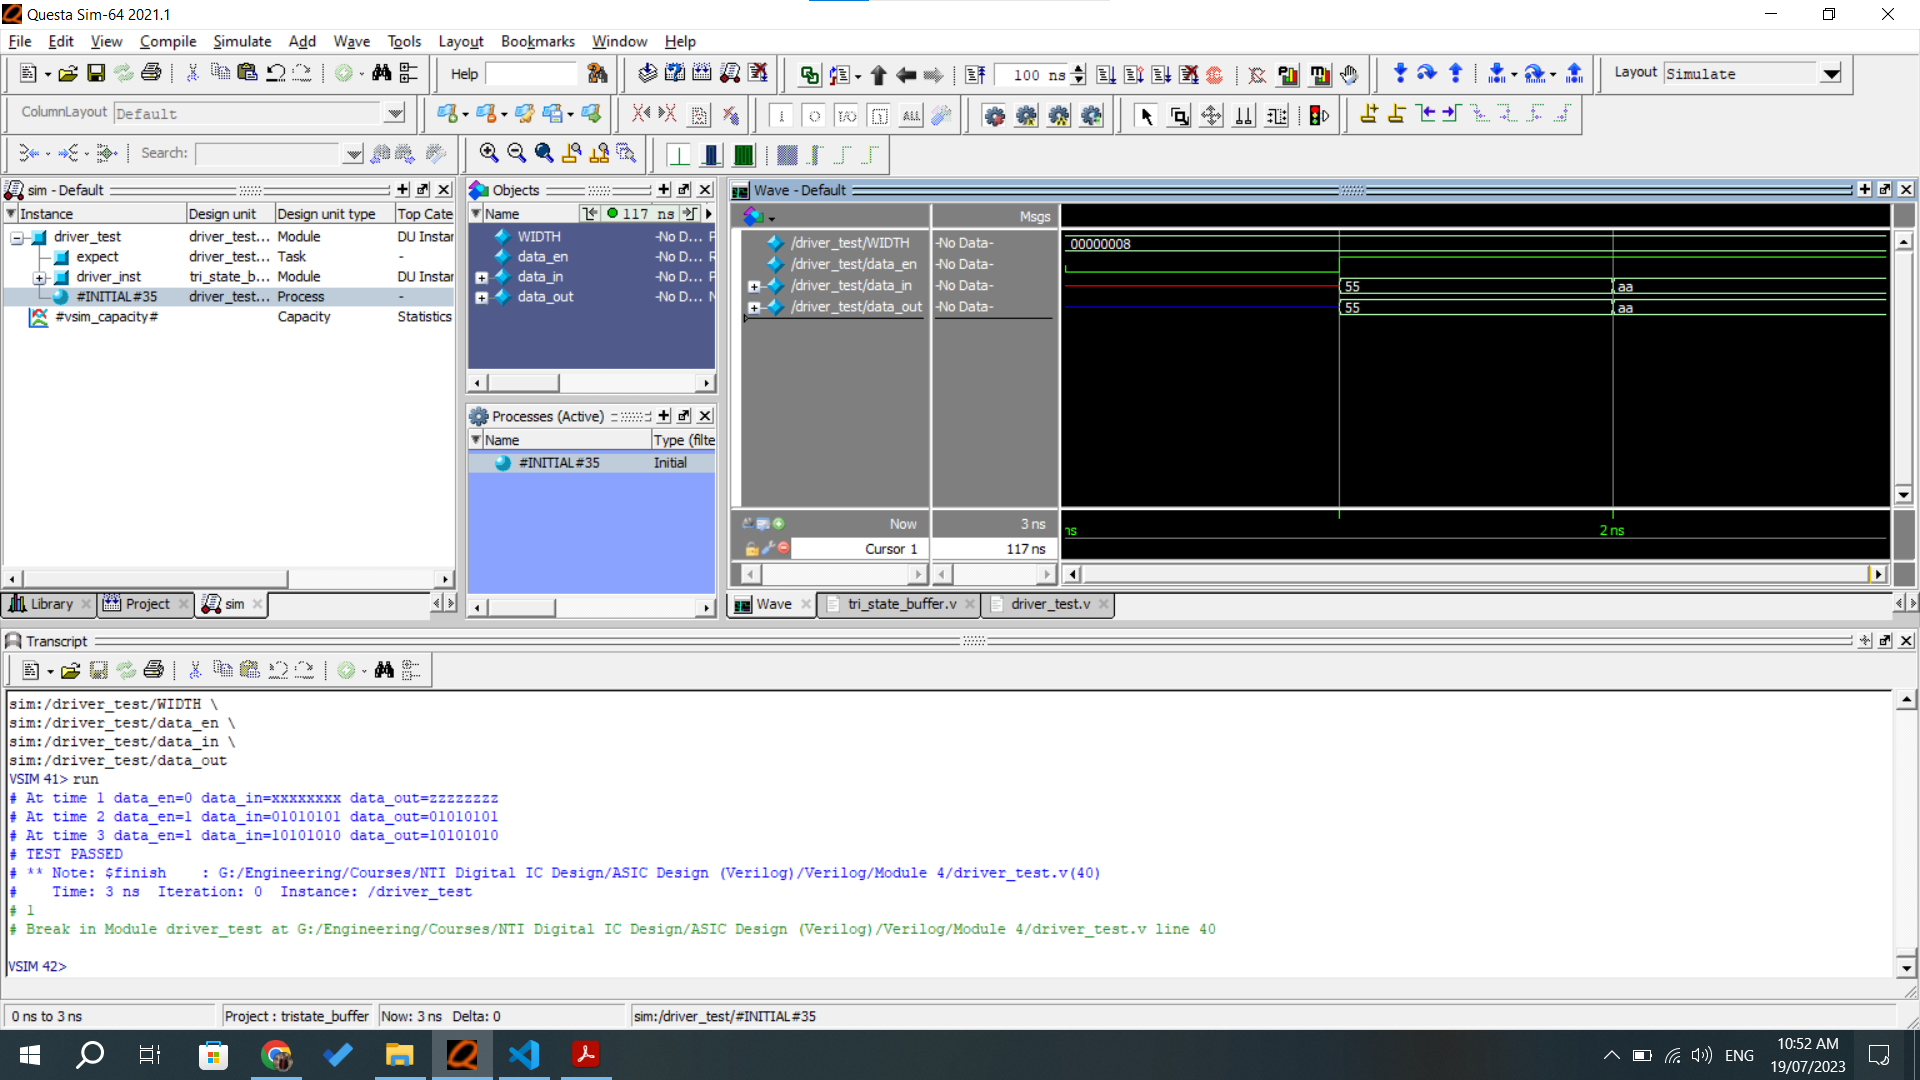 Questa Sim-64 2021.1
File Edit View Compile Simulate Add Wave Tools Layout Bookmarks Window Help
Help 100 ns Layout Simulate
ColumnLayout Default
I/O ALL
Search:
sim - Default
Instance Design unit Design unit type Top Cate
driver_test driver_test... Module DU Instar
expect driver_test... Task -
driver_inst tri_state_b... Module DU Instar
#INITIAL#35 driver_test... Process -
#vsim_capacity# Capacity Statistics
Library Project sim
Objects
Name 117 ns
WIDTH -No D... P
data_en -No D... R
data_in -No D... P
data_out -No D... N
Processes (Active)
Name Type (filte
#INITIAL#35 Initial
Wave - Default
Msgs
/driver_test/WIDTH -No Data- 00000008
/driver_test/data_en -No Data-
/driver_test/data_in -No Data- 55 aa
/driver_test/data_out -No Data- 55 aa
Now 3 ns ns 2 ns
Cursor 1 117 ns
Wave tri_state_buffer.v driver_test.v
Transcript
sim:/driver_test/WIDTH \
sim:/driver_test/data_en \
sim:/driver_test/data_in \
sim:/driver_test/data_out
VSIM 41> run
# At time 1 data_en=0 data_in=xxxxxxxx data_out=zzzzzzzz
# At time 2 data_en=1 data_in=01010101 data_out=01010101
# At time 3 data_en=1 data_in=10101010 data_out=10101010
# TEST PASSED
# ** Note: $finish : G:/Engineering/Courses/NTI Digital IC Design/ASIC Design (Verilog)/Verilog/Module 4/driver_test.v(40)
# Time: 3 ns Iteration: 0 Instance: /driver_test
# 1
# Break in Module driver_test at G:/Engineering/Courses/NTI Digital IC Design/ASIC Design (Verilog)/Verilog/Module 4/driver_test.v line 40
VSIM 42>
0 ns to 3 ns Project : tristate_buffer Now: 3 ns Delta: 0 sim:/driver_test/#INITIAL#35
ENG 10:52 AM
19/07/2023